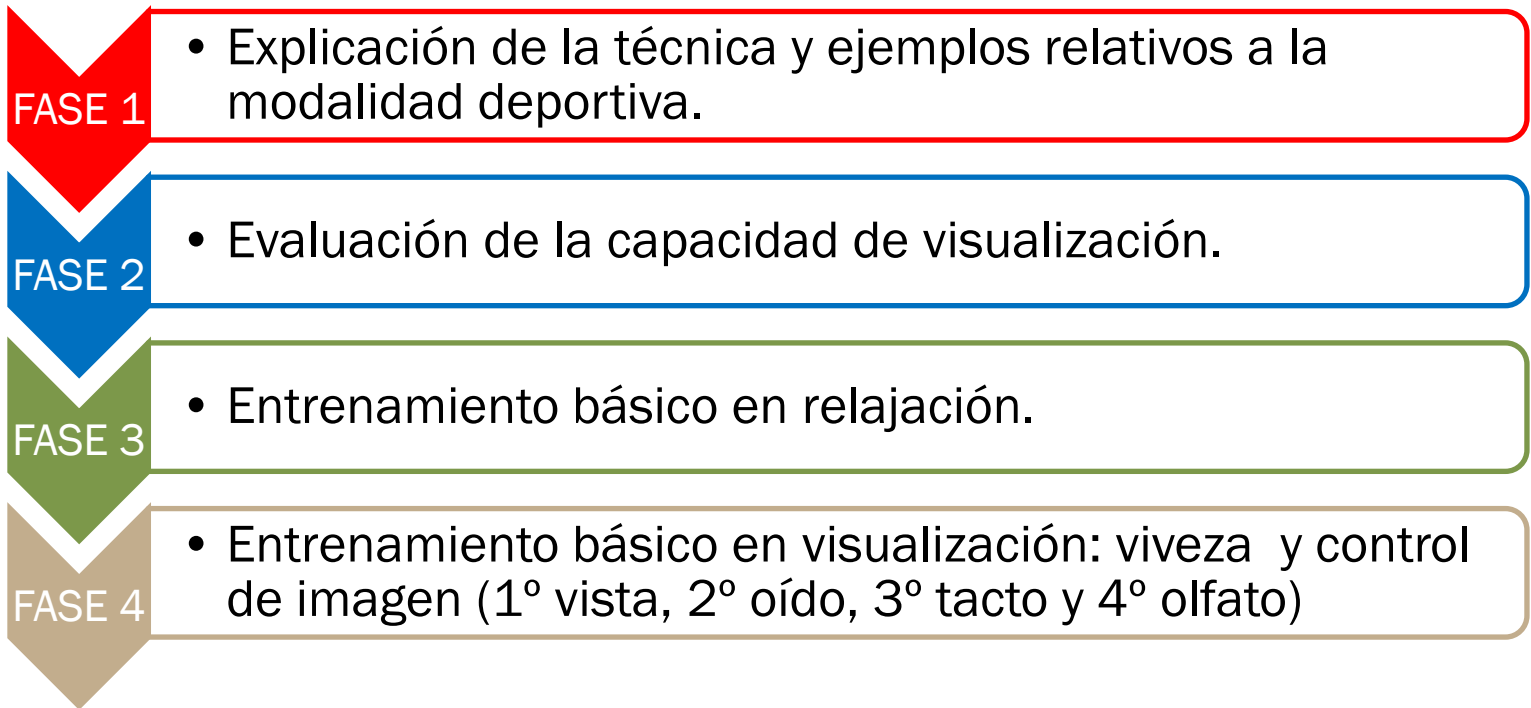 FASE 1
• Explicación de la técnica y ejemplos relativos a la
modalidad deportiva.
FASE 2
• Evaluación de la capacidad de visualización.
FASE 3
• Entrenamiento básico en relajación.
FASE 4
• Entrenamiento básico en visualización: viveza  y control
de imagen (1º vista, 2º oído, 3º tacto y 4º olfato)